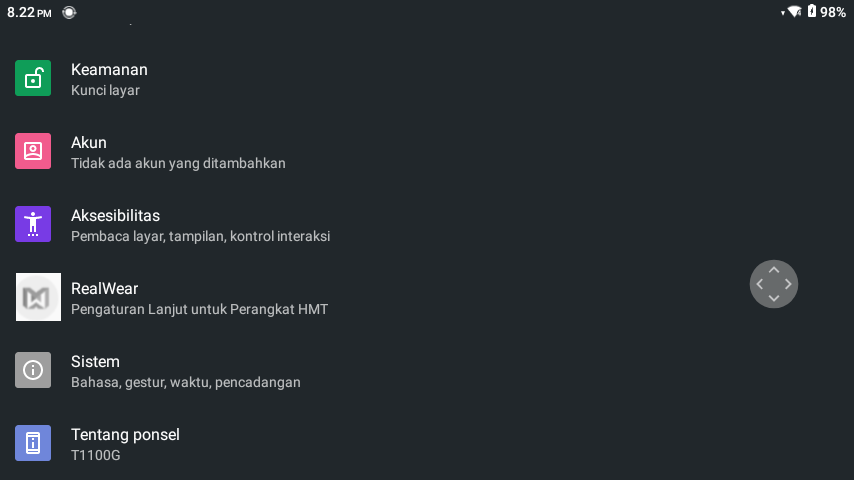 8.22 PM
98%
Keamanan
Kunci layar
Akun
Tidak ada akun yang ditambahkan
Aksesibilitas
Pembaca layar, tampilan, kontrol interaksi
RealWear
Pengaturan Lanjut untuk Perangkat HMT
Sistem
Bahasa, gestur, waktu, pencadangan
Tentang ponsel
T1100G